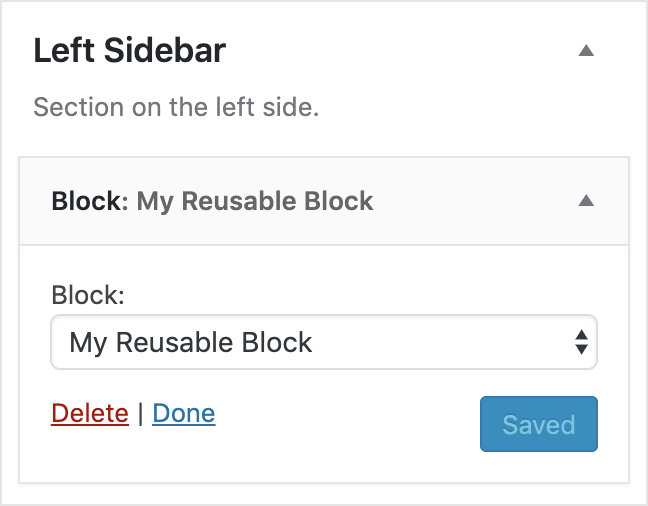 Left Sidebar
Section on the left side.
Block: My Reusable Block
Block:
My Reusable Block
Delete | Done
Saved